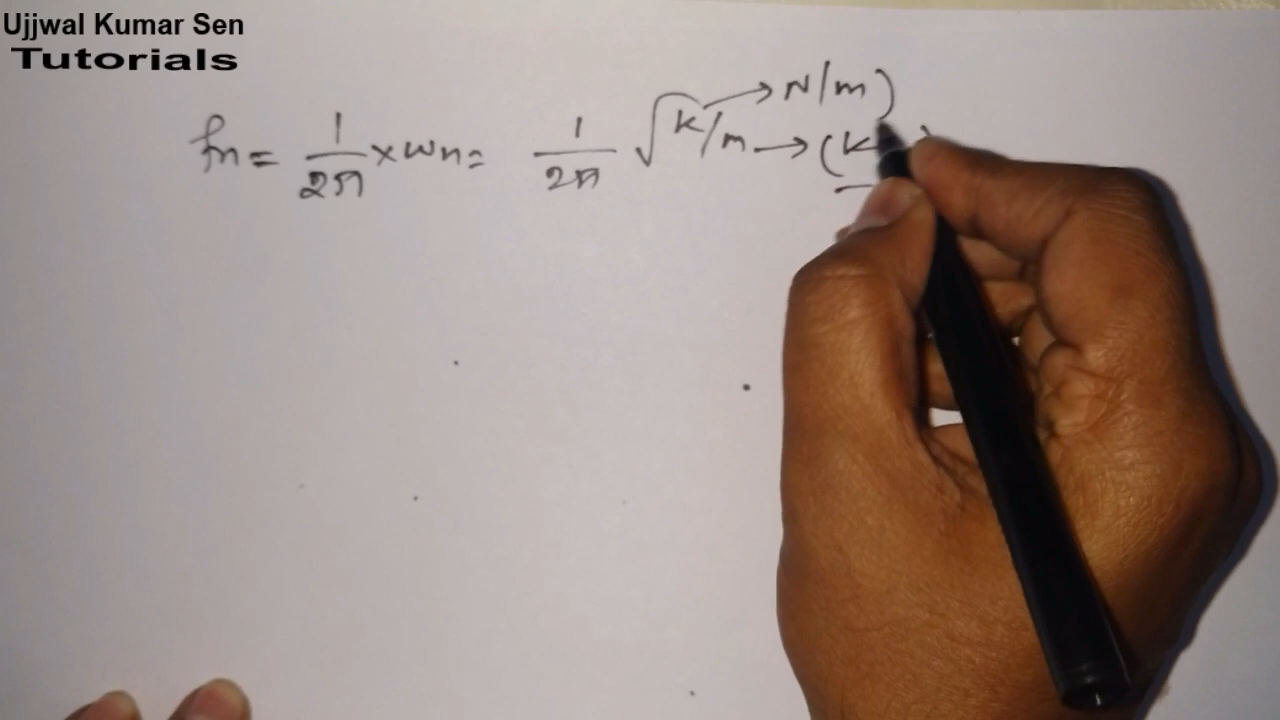 Ujjwal Kumar Sen
Tutorials
fn = 1/2π × ωn = 1/2π √k/m → N/m)
→ (k